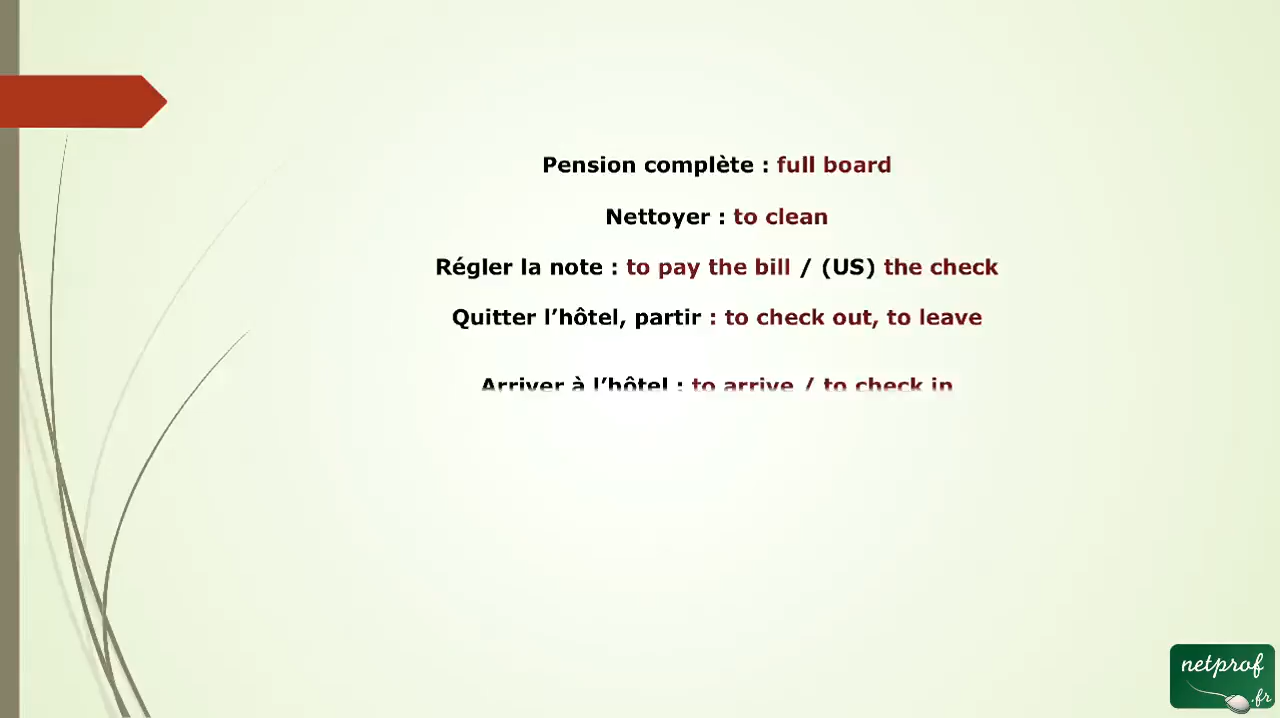 Pension complète : full board
Nettoyer : to clean
Régler la note : to pay the bill / (US) the check
Quitter l’hôtel, partir : to check out, to leave
Arriver à l’hôtel : to arrive / to check in
netprof
.fr